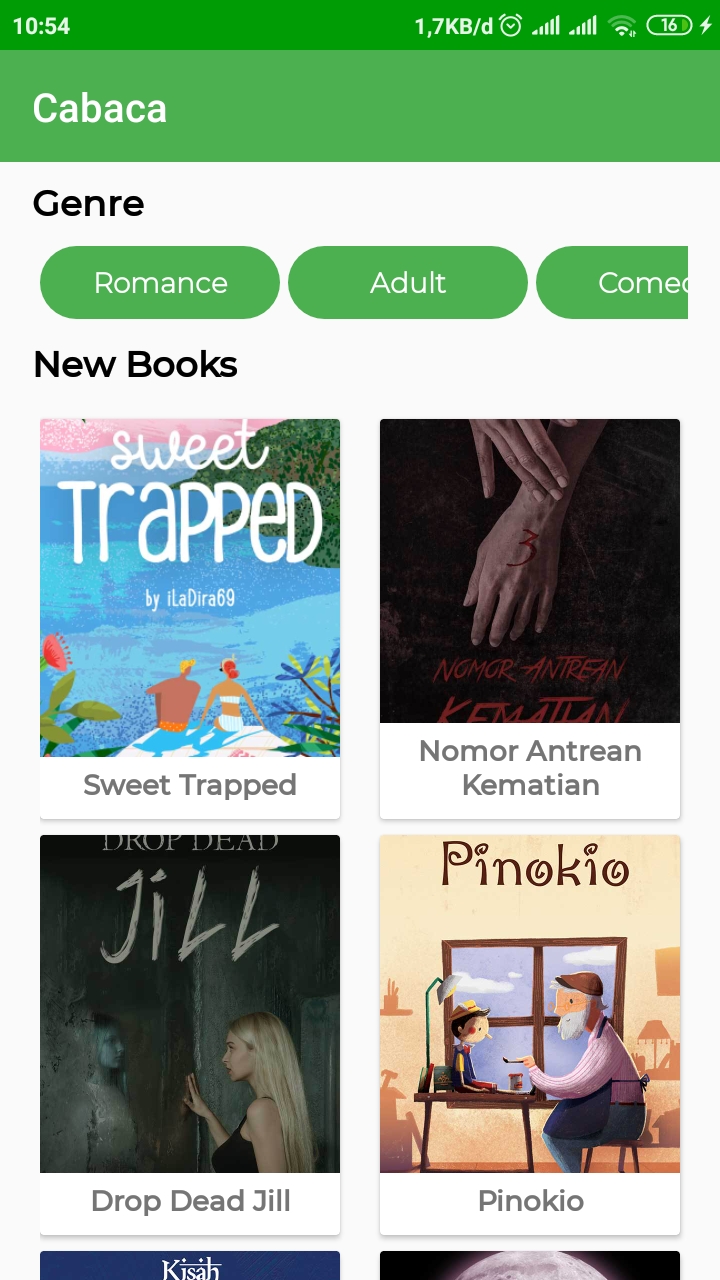 10:54
1,7KB/d
16
Cabaca
Genre
Romance
Adult
New Books
sweet
TRaPPED
by iLaDira69
Sweet Trapped
3
NOMOR ANTREAN
KEMATIAN
Nomor Antrean
Kematian
DROP DEAD
JiLL
Drop Dead Jill
Pinokio
Pinokio
Kisah